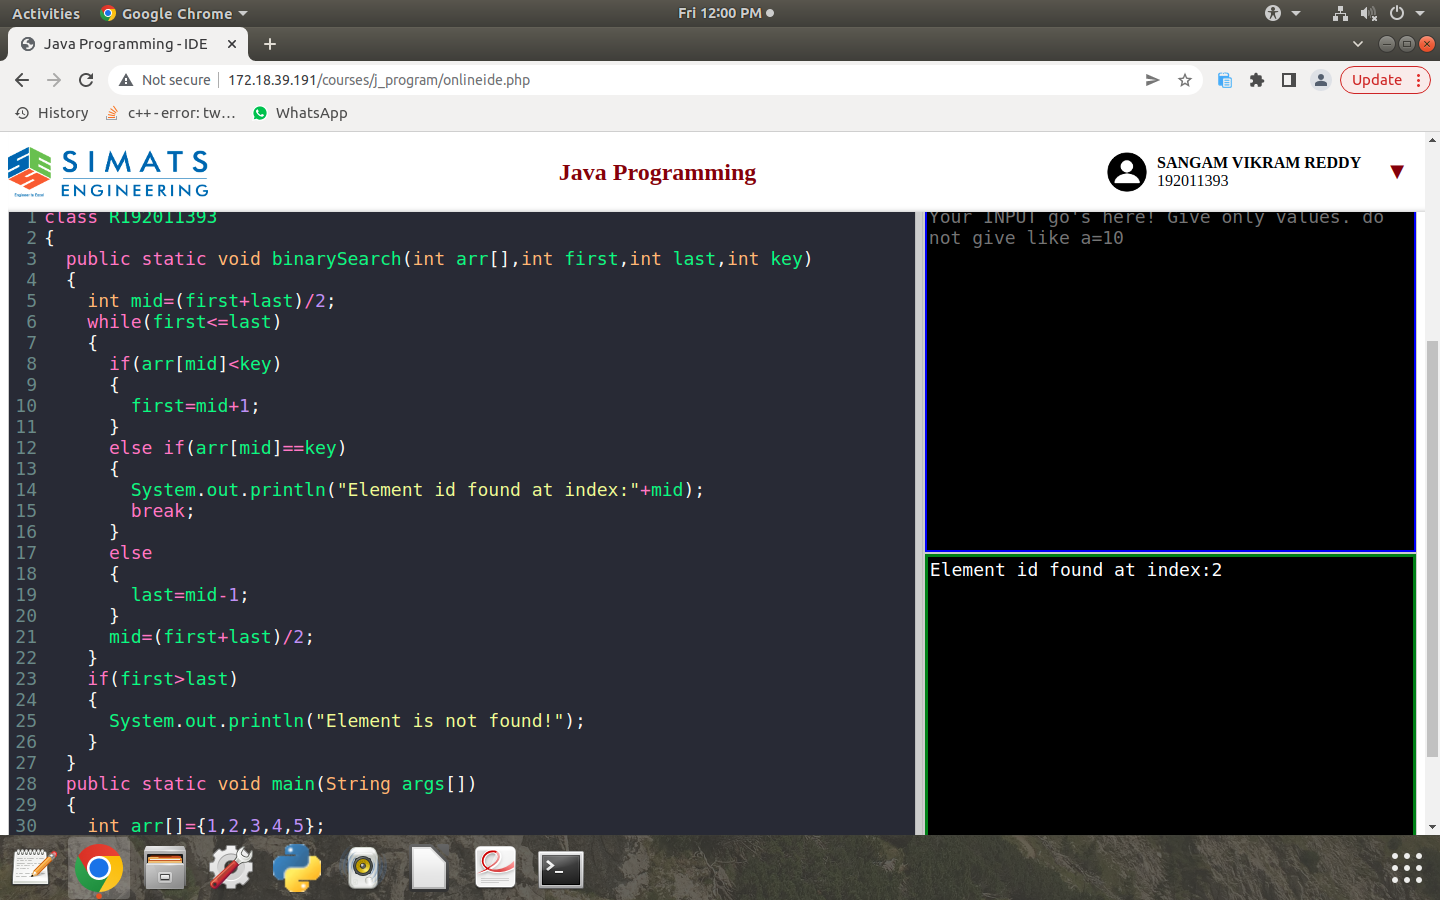 Activities Google Chrome Fri 12:00 PM
Java Programming - IDE
Not secure 172.18.39.191/courses/j_program/onlineide.php Update
History c++ - error: tw... WhatsApp
SIMATS
ENGINEERING
Engineer to Excel
Java Programming
SANGAM VIKRAM REDDY
192011393
1 class RI92011393
2 {
3 public static void binarySearch(int arr[],int first,int last,int key)
4 {
5 int mid=(first+last)/2;
6 while(first<=last)
7 {
8 if(arr[mid]<key)
9 {
10 first=mid+1;
11 }
12 else if(arr[mid]==key)
13 {
14 System.out.println("Element id found at index:"+mid);
15 break;
16 }
17 else
18 {
19 last=mid-1;
20 }
21 mid=(first+last)/2;
22 }
23 if(first>last)
24 {
25 System.out.println("Element is not found!");
26 }
27 }
28 public static void main(String args[])
29 {
30 int arr[]={1,2,3,4,5};
Your INPUT go's here! Give only values. do
not give like a=10
Element id found at index:2